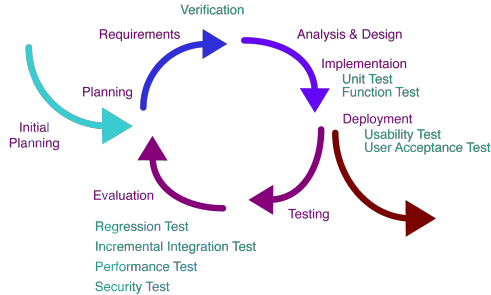 Verification
Requirements
Analysis & Design
Implementaion
Unit Test
Function Test
Planning
Initial
Planning
Deployment
Usability Test
User Acceptance Test
Evaluation
Testing
Regression Test
Incremental Integration Test
Performance Test
Security Test